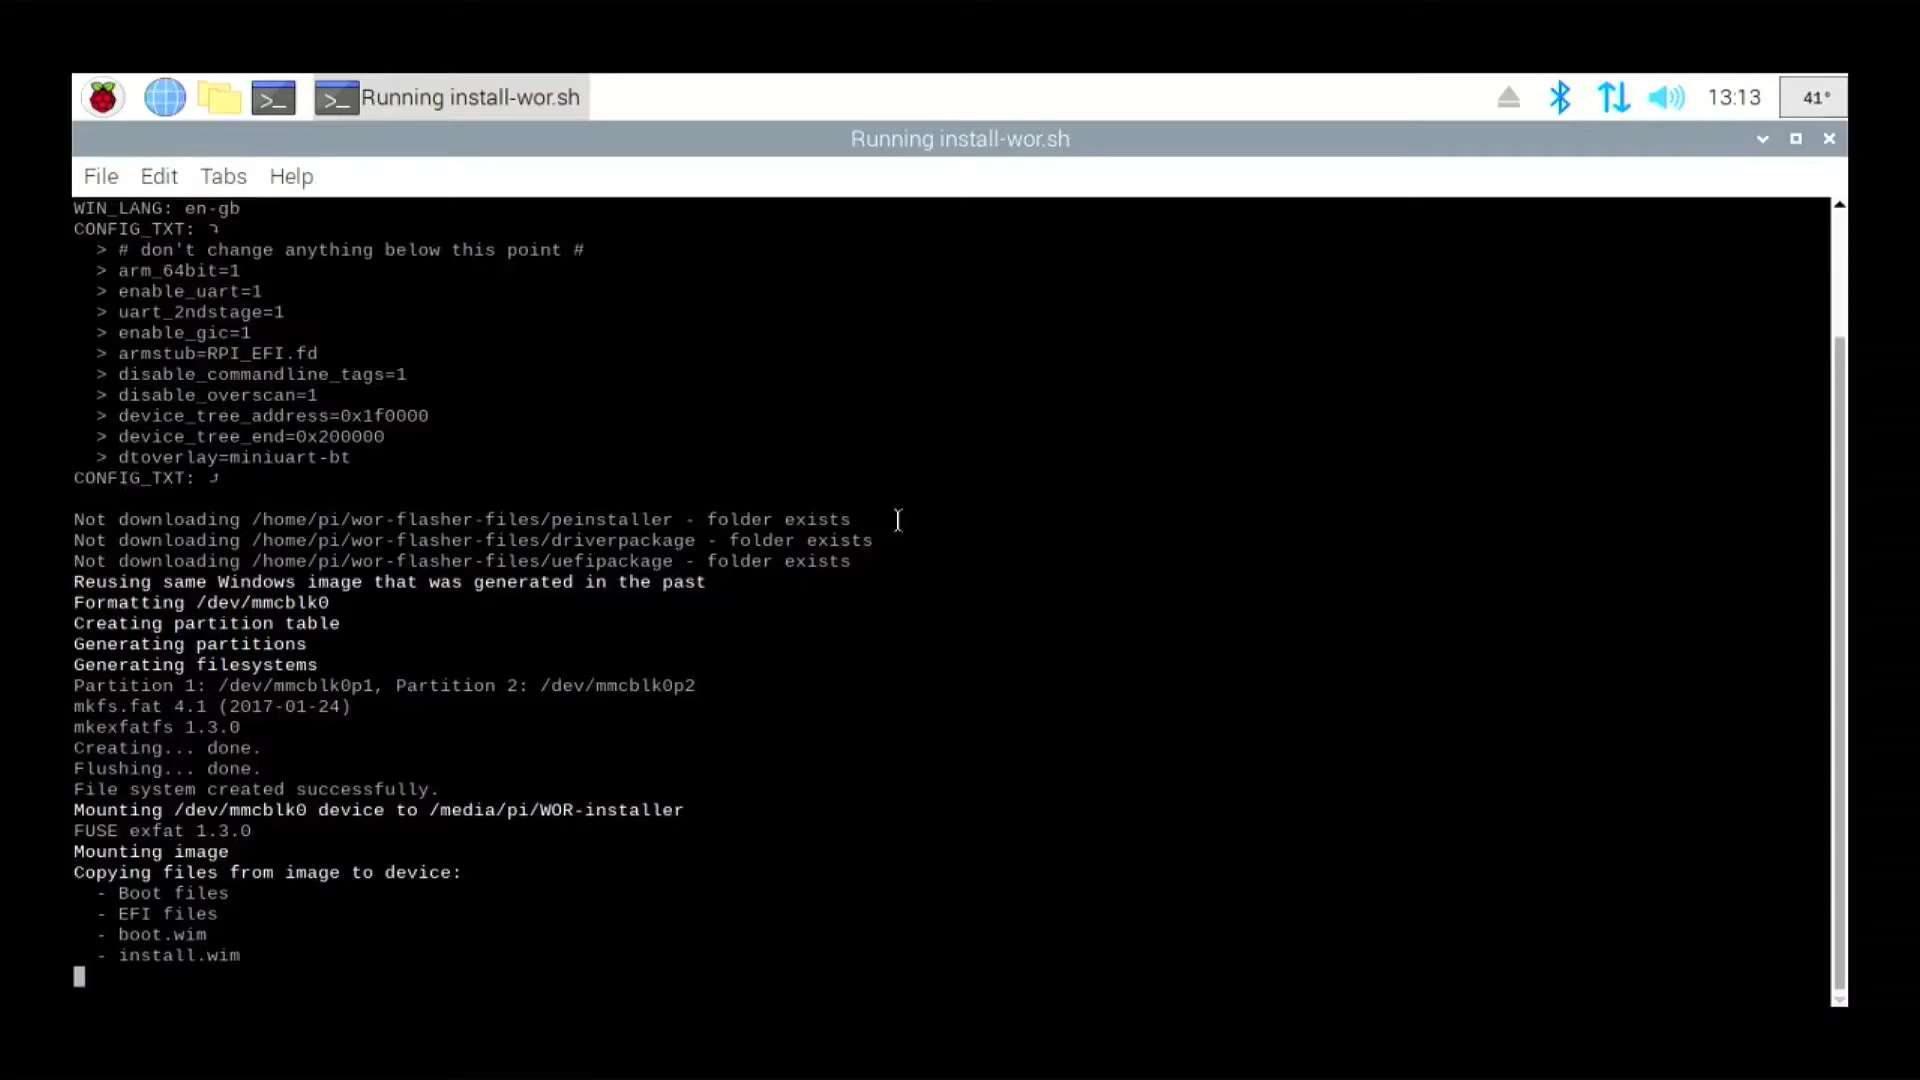 Running install-wor.sh
13:13
41°
Running install-wor.sh
File Edit Tabs Help
WIN_LANG: en-gb
CONFIG_TXT: ⤵
> # don't change anything below this point #
> arm_64bit=1
> enable_uart=1
> uart_2ndstage=1
> enable_gic=1
> armstub=RPI_EFI.fd
> disable_commandline_tags=1
> disable_overscan=1
> device_tree_address=0x1f0000
> device_tree_end=0x200000
> dtoverlay=miniuart-bt
CONFIG_TXT: ⤴
Not downloading /home/pi/wor-flasher-files/peinstaller - folder exists
Not downloading /home/pi/wor-flasher-files/driverpackage - folder exists
Not downloading /home/pi/wor-flasher-files/uefipackage - folder exists
Reusing same Windows image that was generated in the past
Formatting /dev/mmcblk0
Creating partition table
Generating partitions
Generating filesystems
Partition 1: /dev/mmcblk0p1, Partition 2: /dev/mmcblk0p2
mkfs.fat 4.1 (2017-01-24)
mkexfatfs 1.3.0
Creating... done.
Flushing... done.
File system created successfully.
Mounting /dev/mmcblk0 device to /media/pi/WOR-installer
FUSE exfat 1.3.0
Mounting image
Copying files from image to device:
- Boot files
- EFI files
- boot.wim
- install.wim